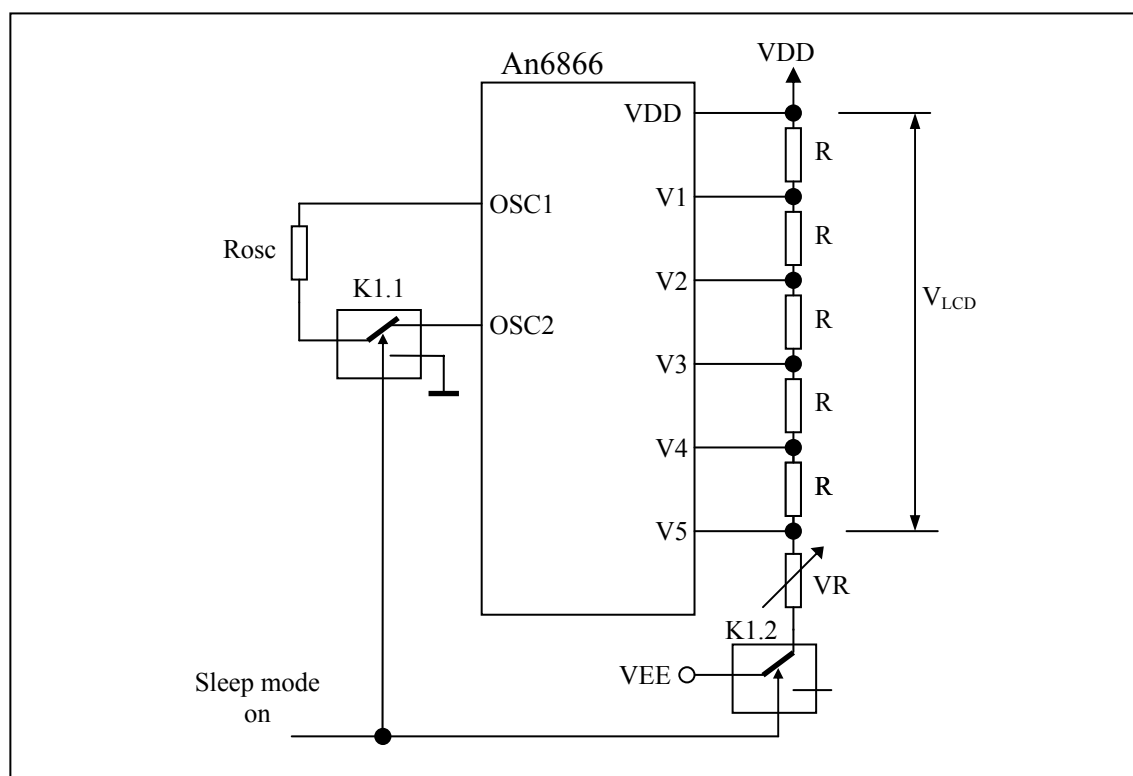 An6866
VDD
VDD
R
V1
OSC1
R
Rosc
V2
K1.1
VLCD
OSC2
R
V3
R
V4
R
V5
VR
K1.2
VEE
Sleep mode
on